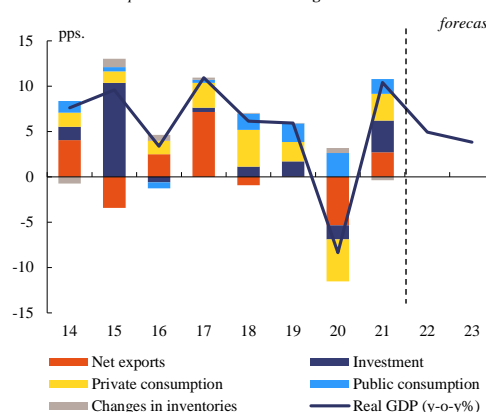 forecas
pps.
15
10
5
0
-5
-10
-15
14 15 16 17 18 19 20 21 22 23
Net exports Investment
Private consumption Public consumption
Changes in inventories Real GDP (y-o-y%)